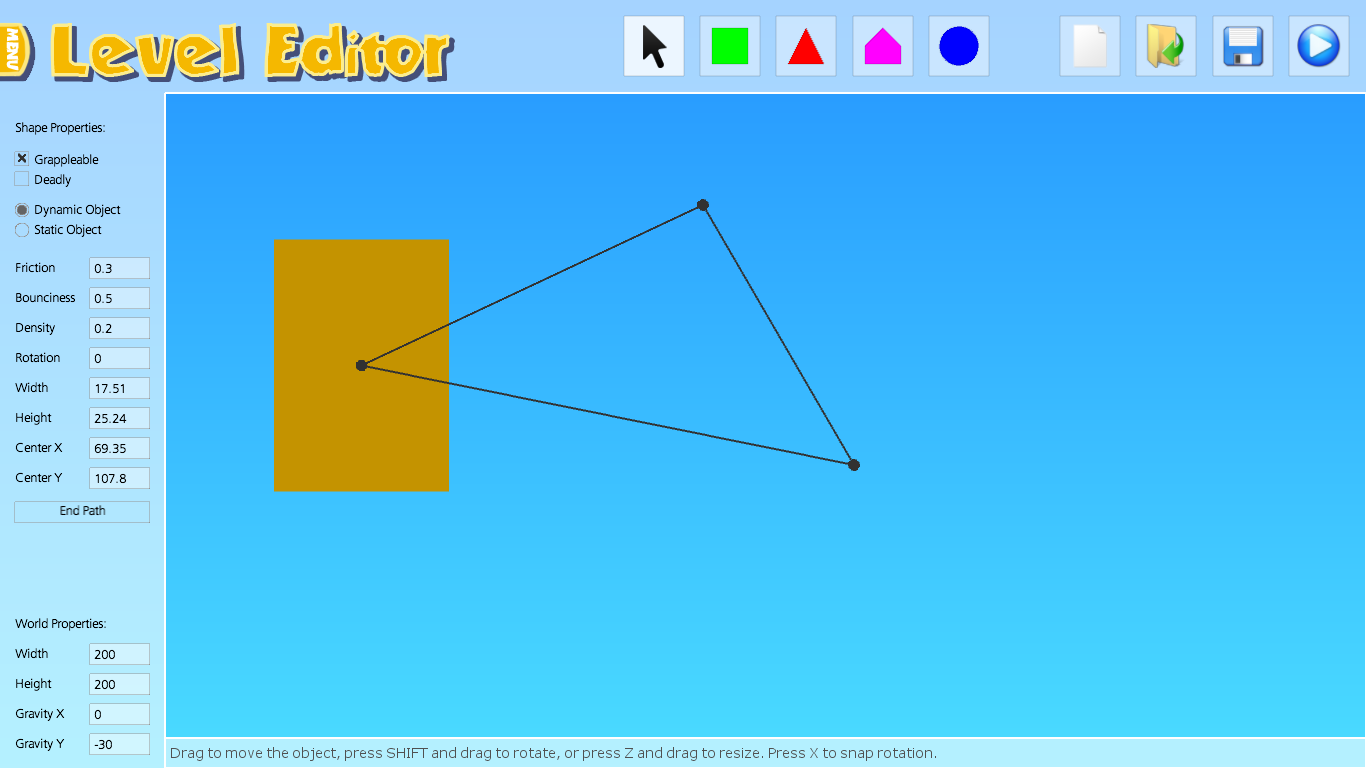 MENU
Level Editor
Shape Properties:
Grappleable
Deadly
Dynamic Object
Static Object
Friction 0.3
Bounciness 0.5
Density 0.2
Rotation 0
Width 17.51
Height 25.24
Center X 69.35
Center Y 107.8
End Path
World Properties:
Width 200
Height 200
Gravity X 0
Gravity Y -30
Drag to move the object, press SHIFT and drag to rotate, or press Z and drag to resize. Press X to snap rotation.